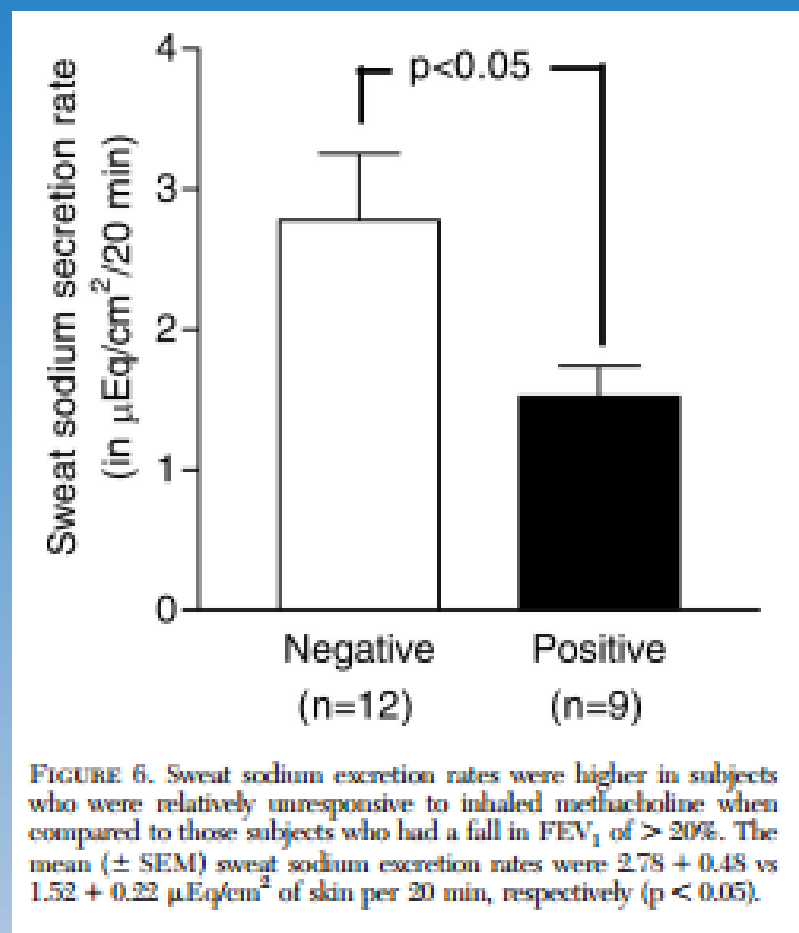 Sweat sodium secretion rate
(in µEq/cm²/20 min)
4
3
2
1
0
p<0.05
Negative
(n=12)
Positive
(n=9)
FIGURE 6. Sweat sodium excretion rates were higher in subjects
who were relatively unresponsive to inhaled methacholine when
compared to those subjects who had a fall in FEV₁ of > 20%. The
mean (± SEM) sweat sodium excretion rates were 2.78 + 0.48 vs
1.52 + 0.22 µEq/cm² of skin per 20 min, respectively (p < 0.05).